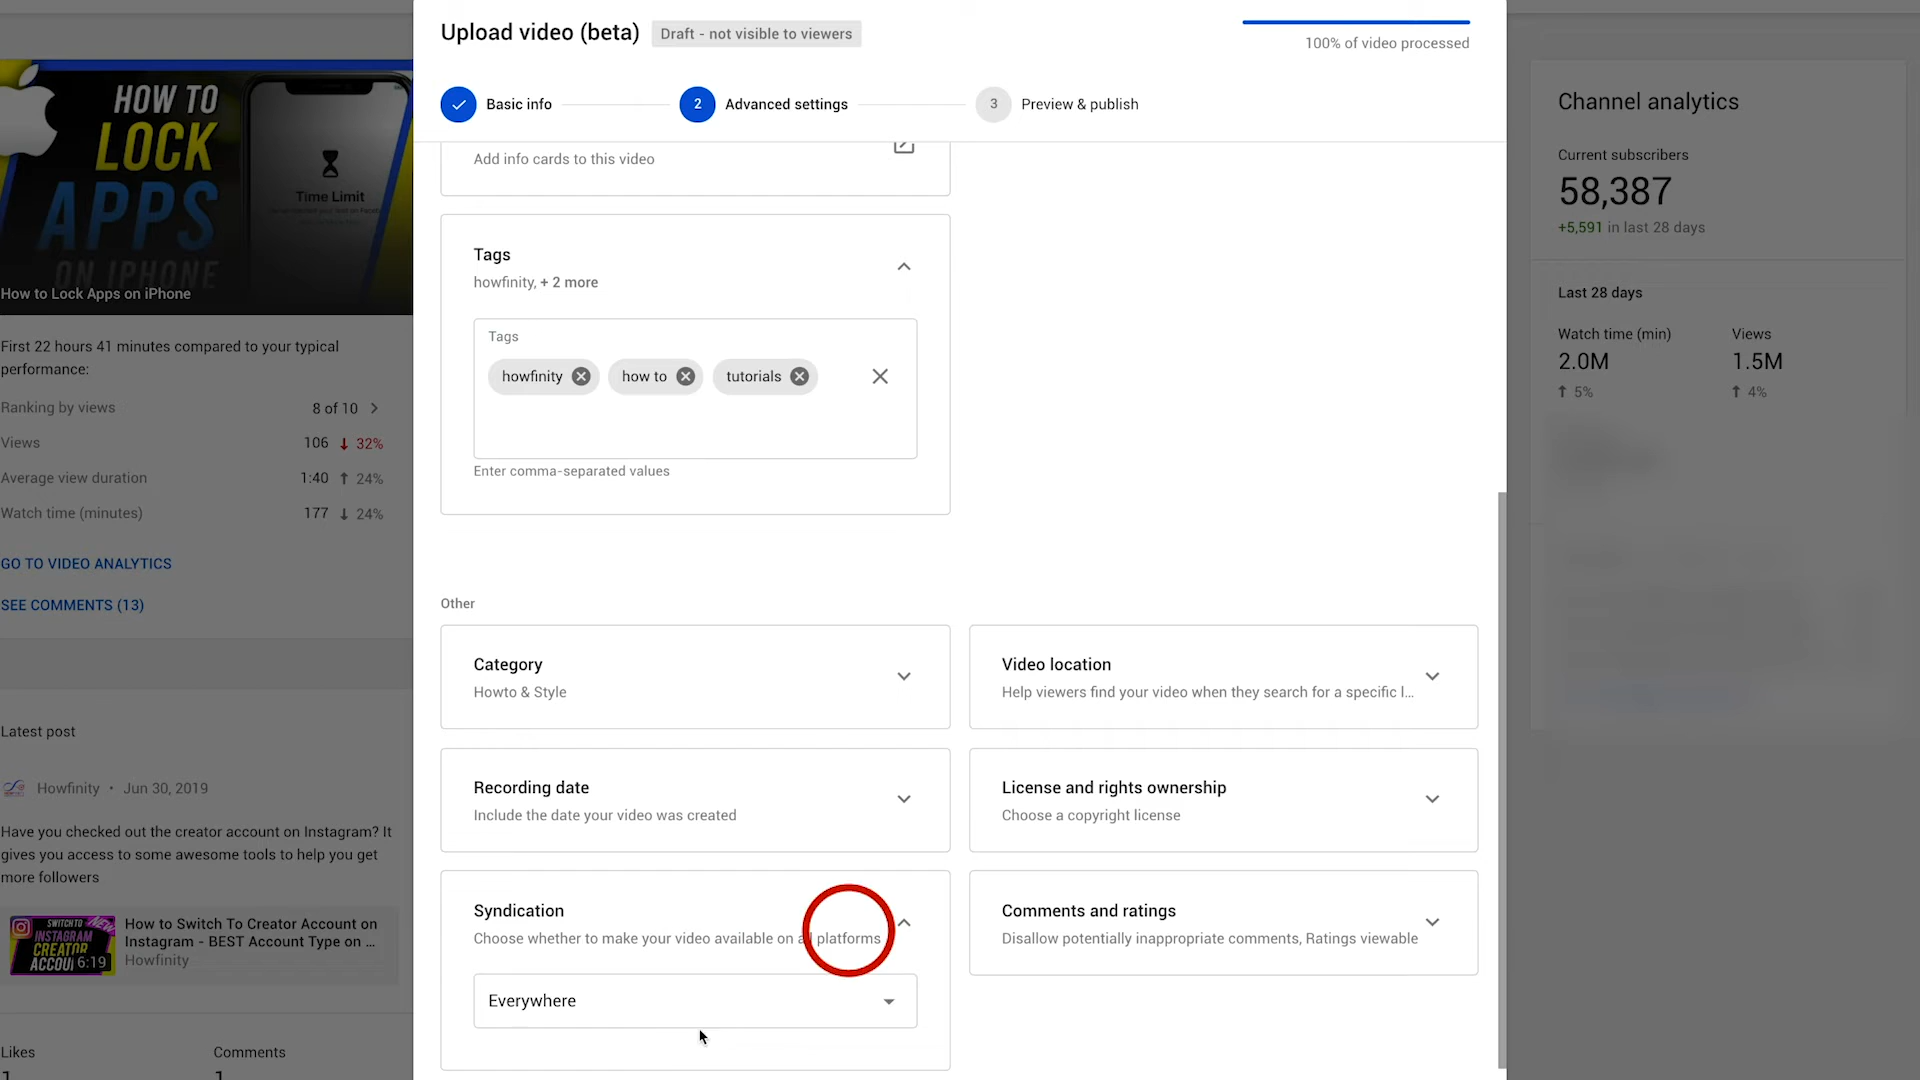 Upload video (beta)
Draft - not visible to viewers
100% of video processed
Basic info
2
Advanced settings
3
Preview & publish
Add info cards to this video
Tags
howfinity, + 2 more
Tags
howfinity
how to
tutorials
Enter comma-separated values
Other
Category
Howto & Style
Video location
Help viewers find your video when they search for a specific l...
Recording date
Include the date your video was created
License and rights ownership
Choose a copyright license
Syndication
Choose whether to make your video available on all platforms
Everywhere
Comments and ratings
Disallow potentially inappropriate comments, Ratings viewable
HOW TO
LOCK
APPS
ON IPHONE
Time Limit
How to Lock Apps on iPhone
First 22 hours 41 minutes compared to your typical
performance:
Ranking by views 8 of 10
Views 106 ↓ 32%
Average view duration 1:40 ↑ 24%
Watch time (minutes) 177 ↓ 24%
GO TO VIDEO ANALYTICS
SEE COMMENTS (13)
Latest post
Howfinity • Jun 30, 2019
Have you checked out the creator account on Instagram? It
gives you access to some awesome tools to help you get
more followers
SWITCH TO NEW
INSTAGRAM
CREATOR
ACCOU 6:19
How to Switch To Creator Account on
Instagram - BEST Account Type on ...
Howfinity
Likes Comments
1 1
Channel analytics
Current subscribers
58,387
+5,591 in last 28 days
Last 28 days
Watch time (min) Views
2.0M 1.5M
↑ 5% ↑ 4%